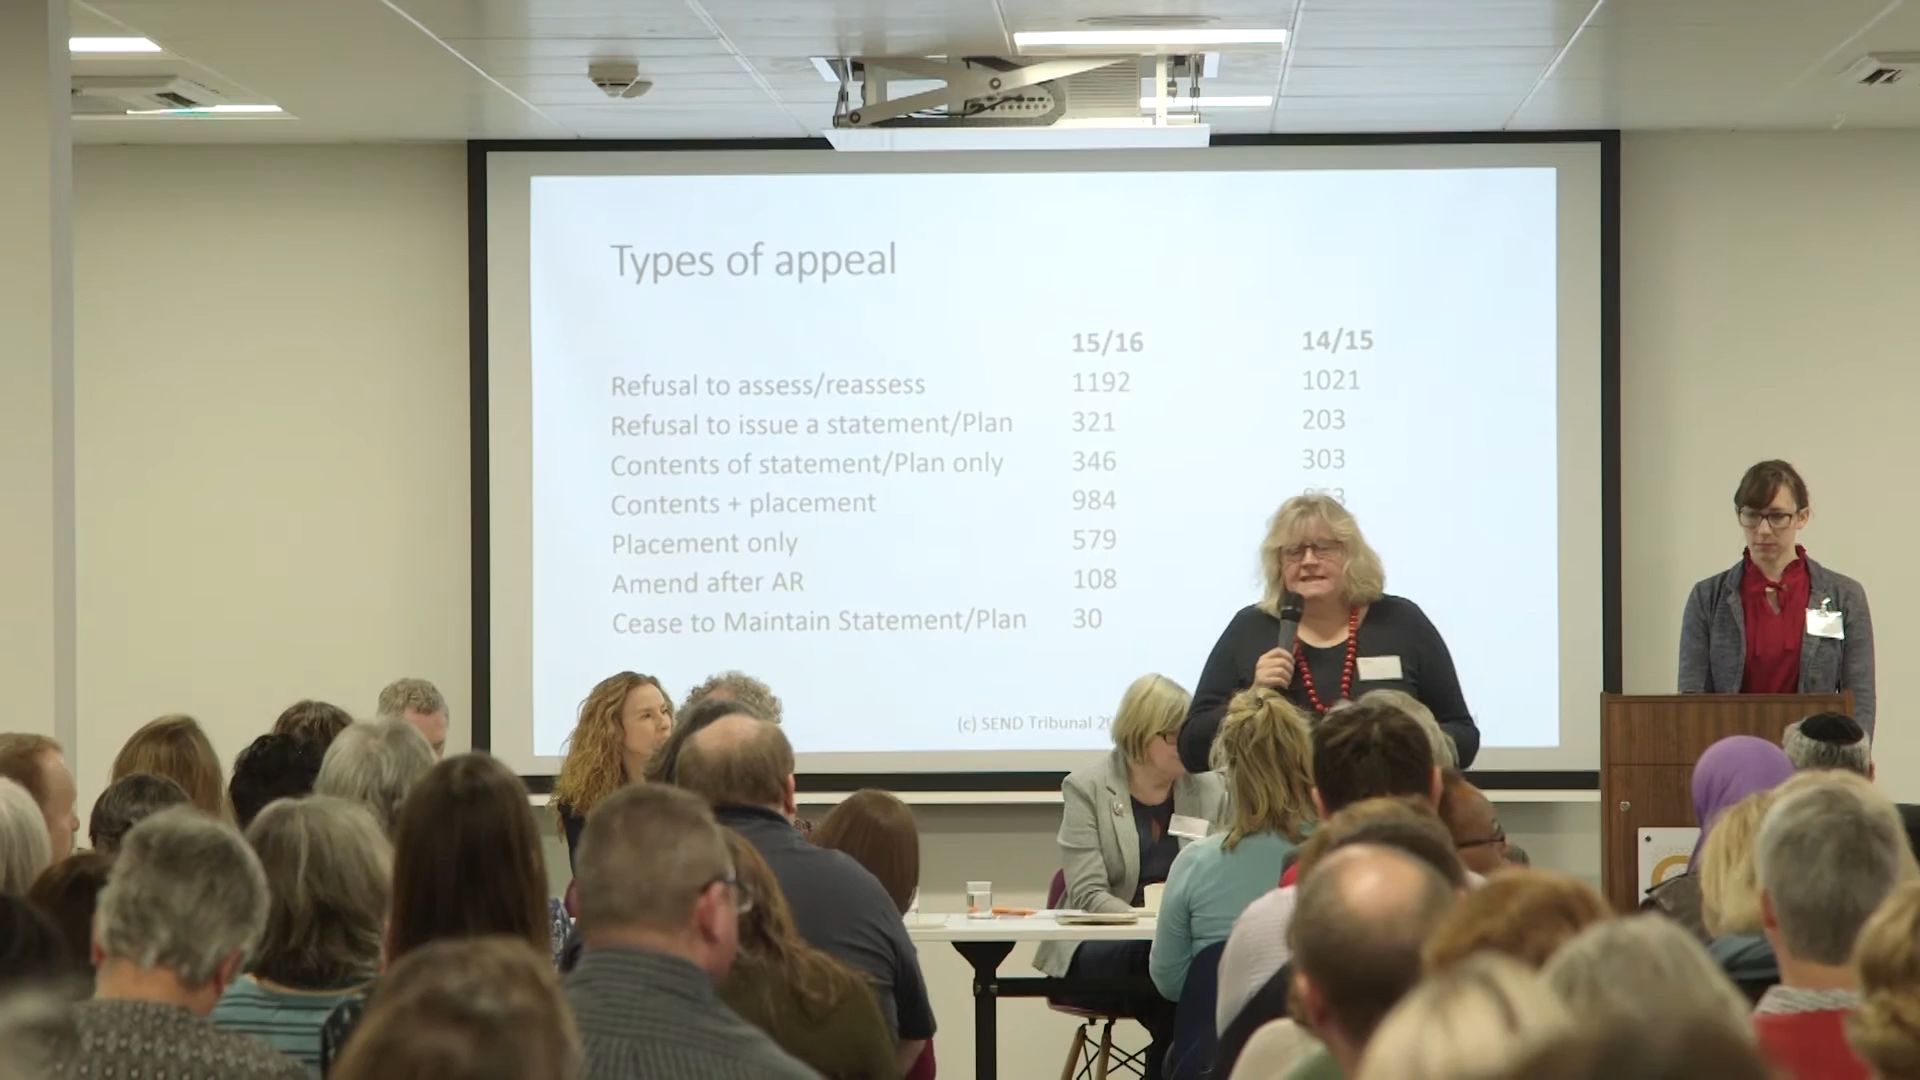 Types of appeal
15/16 14/15
Refusal to assess/reassess 1192 1021
Refusal to issue a statement/Plan 321 203
Contents of statement/Plan only 346 303
Contents + placement 984
Placement only 579
Amend after AR 108
Cease to Maintain Statement/Plan 30
(c) SEND Tribunal